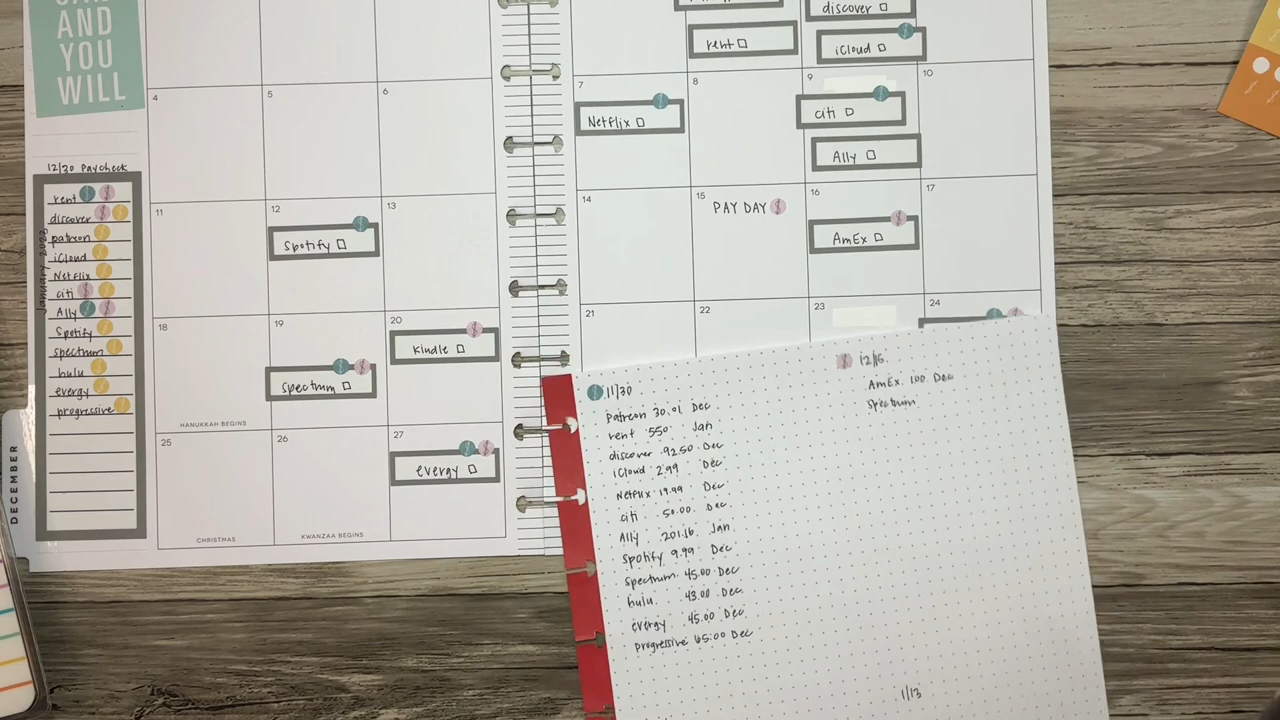 AND
YOU
WILL
12/30 Paycheck
rent
discover
patreon
iCloud
Netflix
citi
Ally
Spotify
spectrum
hulu
evergy
progressive
January 2023
DECEMBER
4
5
6
11
12
Spotify
13
18
19
spectrum
20
Kindle
HANUKKAH BEGINS
25
CHRISTMAS
26
KWANZAA BEGINS
27
evergy
rent
discover
iCloud
7
Netflix
8
9
citi
Ally
10
14
15
PAY DAY
16
AmEx
17
21
22
23
24
11/30
Patreon 30.01 Dec
rent 550 Jan
discover 92.50 Dec
iCloud 2.99 Dec
Netflix 19.99 Dec
citi 50.00 Dec
Ally 201.16 Jan
Spotify 9.99 Dec
spectrum 45.00 Dec
hulu 43.00 Dec
evergy 45.00 Dec
progressive 65.00 Dec
12/15
AmEx 100 Dec
Spectrum
1/13